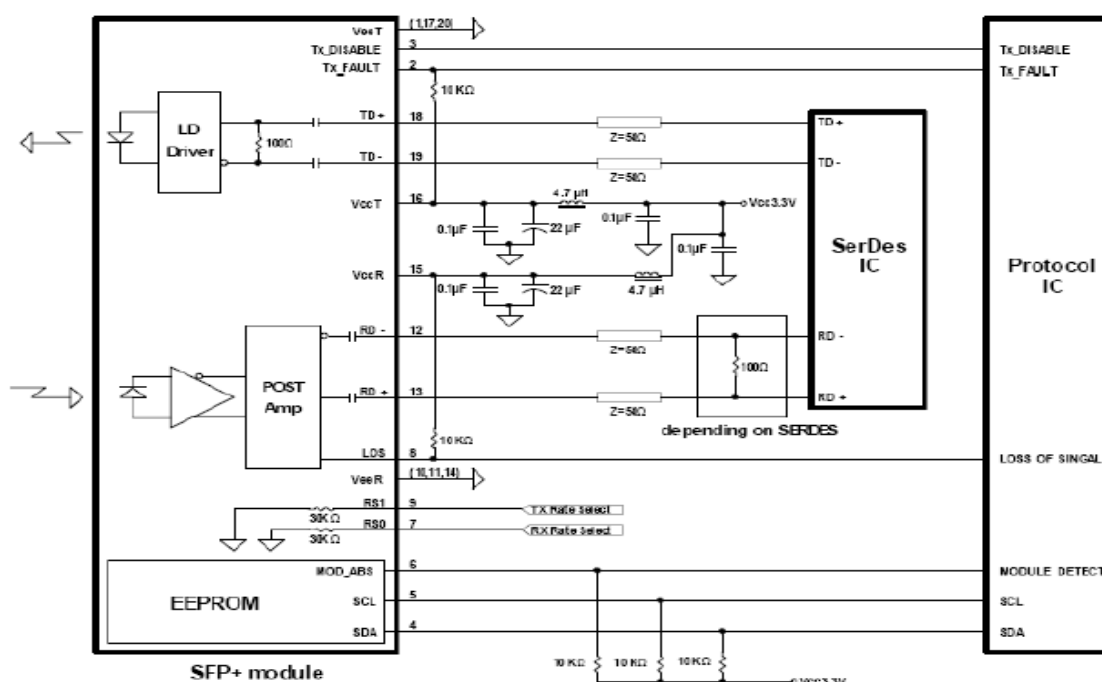 VeeT (1,17,20)
Tx_DISABLE 3 Tx_DISABLE
Tx_FAULT 2 Tx_FAULT
10 KΩ
LD
Driver
100Ω
TD+ 18 Z=50Ω TD+
TD - 19 Z=50Ω TD -
VccT 16 4.7 µH Vcc3.3V
0.1µF 22 µF 0.1µF 0.1µF
SerDes
IC
Protocol
IC
VccR 15 4.7 µH
0.1µF 22 µF
RD - 12 Z=50Ω RD -
100Ω
POST
Amp
RD + 13 Z=50Ω RD +
depending on SERDES
10 KΩ
LOS 8 LOSS OF SINGAL
VeeR (10,11,14)
RS1 9 TX Rate Select
30KΩ
RS0 7 RX Rate Select
30KΩ
MOD_ABS 6 MODULE DETECT
EEPROM
SCL 5 SCL
SDA 4 SDA
10 KΩ 10 KΩ 10 KΩ
SFP+ module
Vcc3.3V